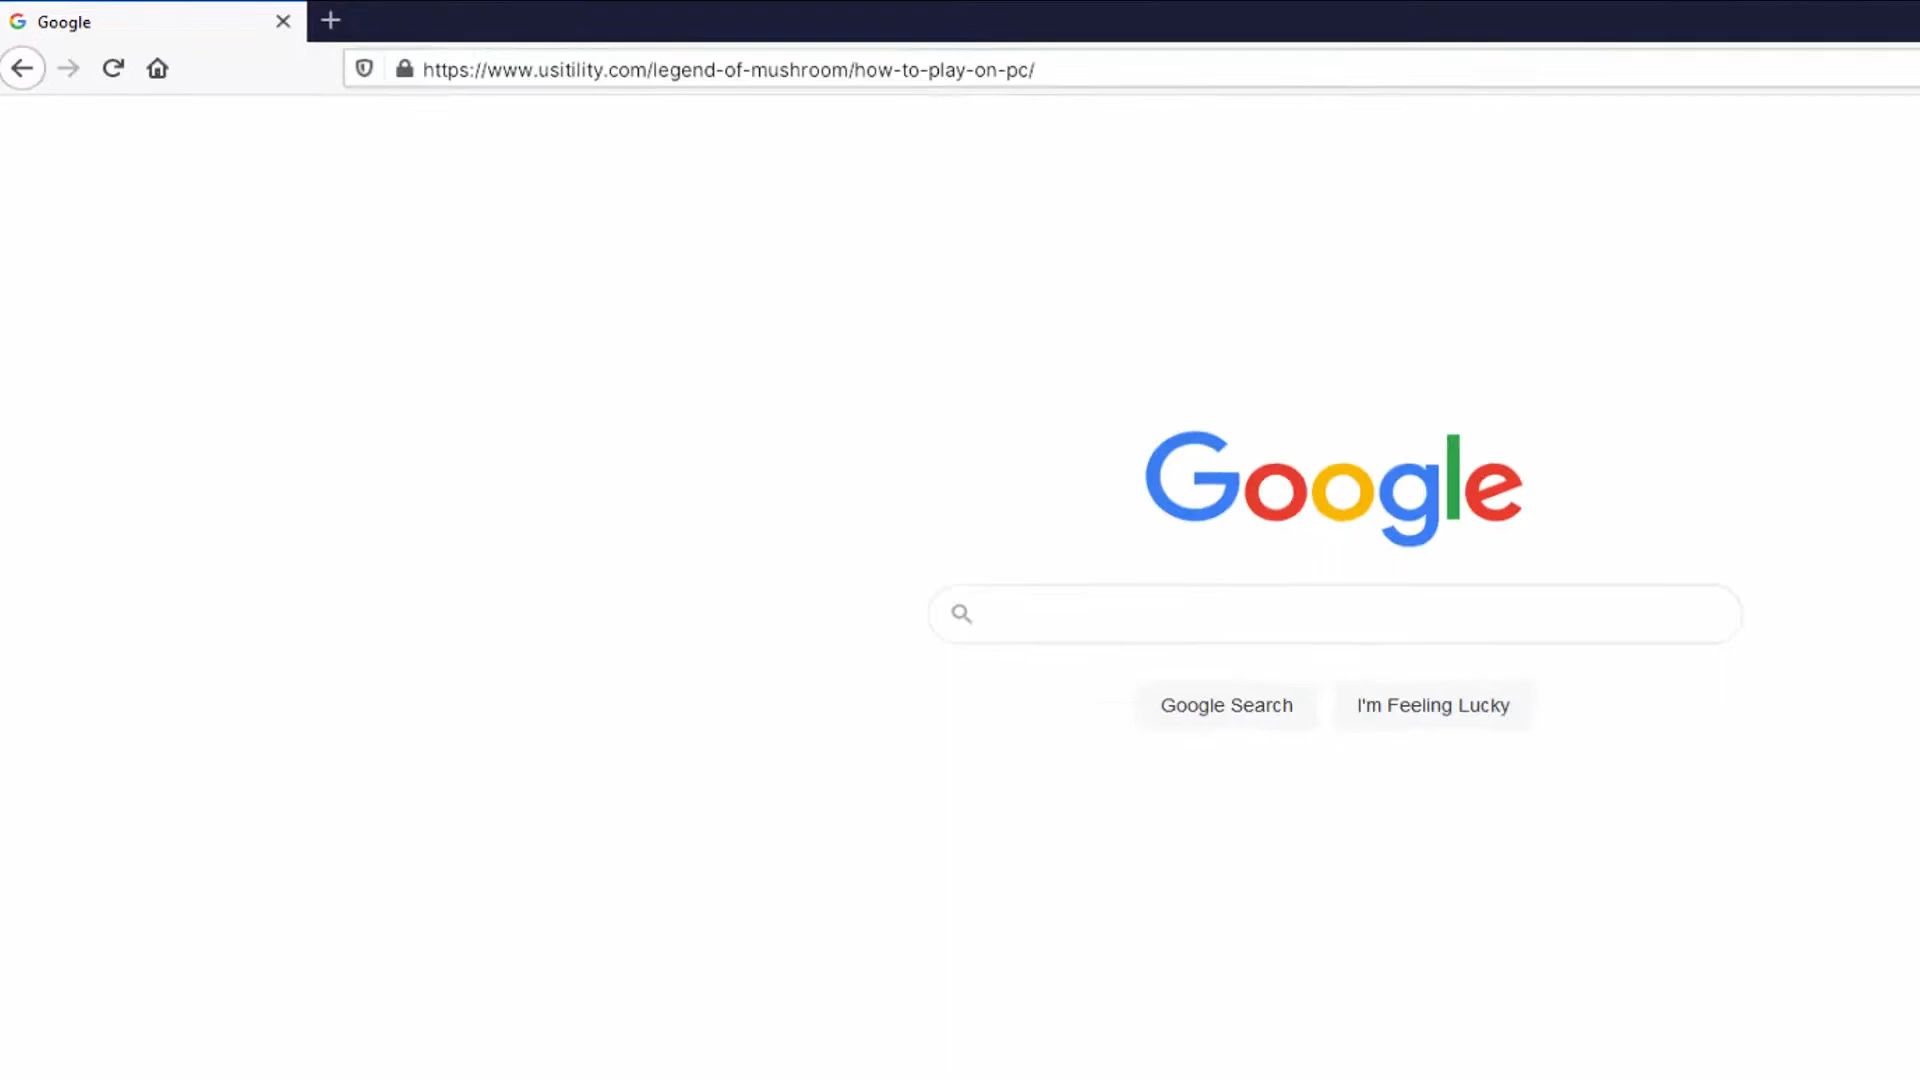 Google
https://www.usitility.com/legend-of-mushroom/how-to-play-on-pc/
Google
Google Search
I'm Feeling Lucky